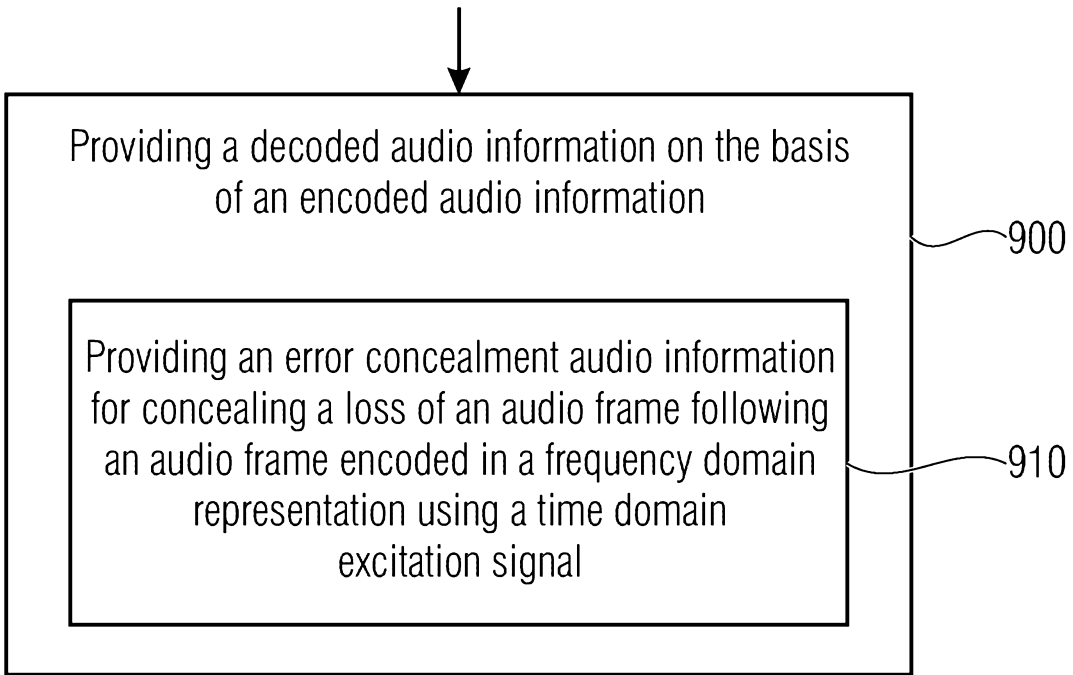 Providing a decoded audio information on the basis
of an encoded audio information
900
Providing an error concealment audio information
for concealing a loss of an audio frame following
an audio frame encoded in a frequency domain
representation using a time domain
excitation signal
910